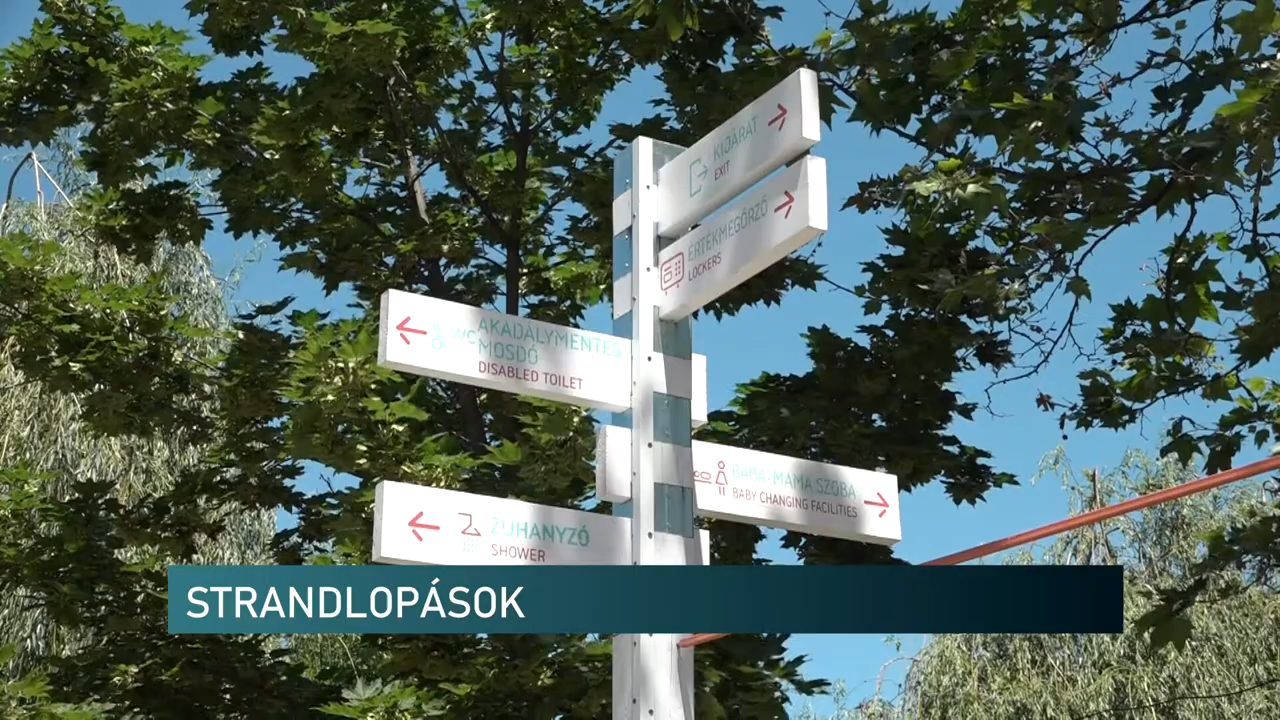 KIJÁRAT
EXIT
ÉRTÉKMEGŐRZŐ
LOCKERS
WC AKADÁLYMENTES
MOSDÓ
DISABLED TOILET
BABA-MAMA SZOBA
BABY CHANGING FACILITIES
ZUHANYZÓ
SHOWER
STRANDLOPÁSOK